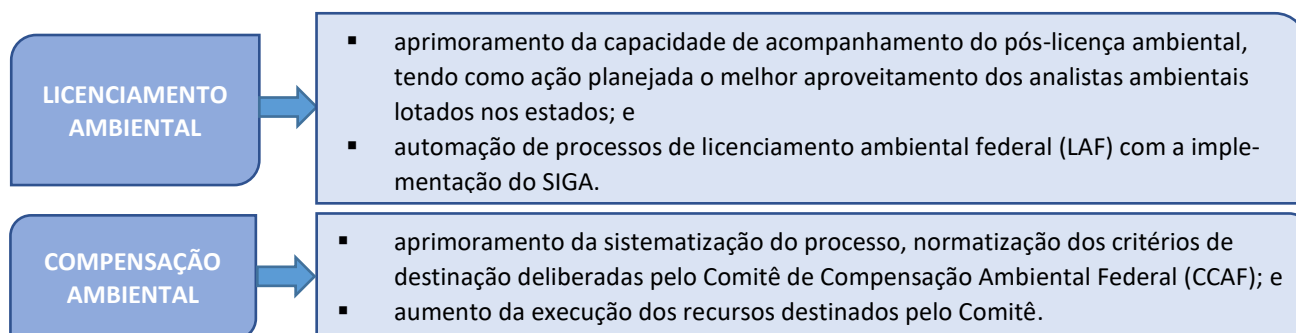 LICENCIAMENTO
AMBIENTAL
▪ aprimoramento da capacidade de acompanhamento do pós-licença ambiental,
tendo como ação planejada o melhor aproveitamento dos analistas ambientais
lotados nos estados; e
▪ automação de processos de licenciamento ambiental federal (LAF) com a imple-
mentação do SIGA.
COMPENSAÇÃO
AMBIENTAL
▪ aprimoramento da sistematização do processo, normatização dos critérios de
destinação deliberadas pelo Comitê de Compensação Ambiental Federal (CCAF); e
▪ aumento da execução dos recursos destinados pelo Comitê.